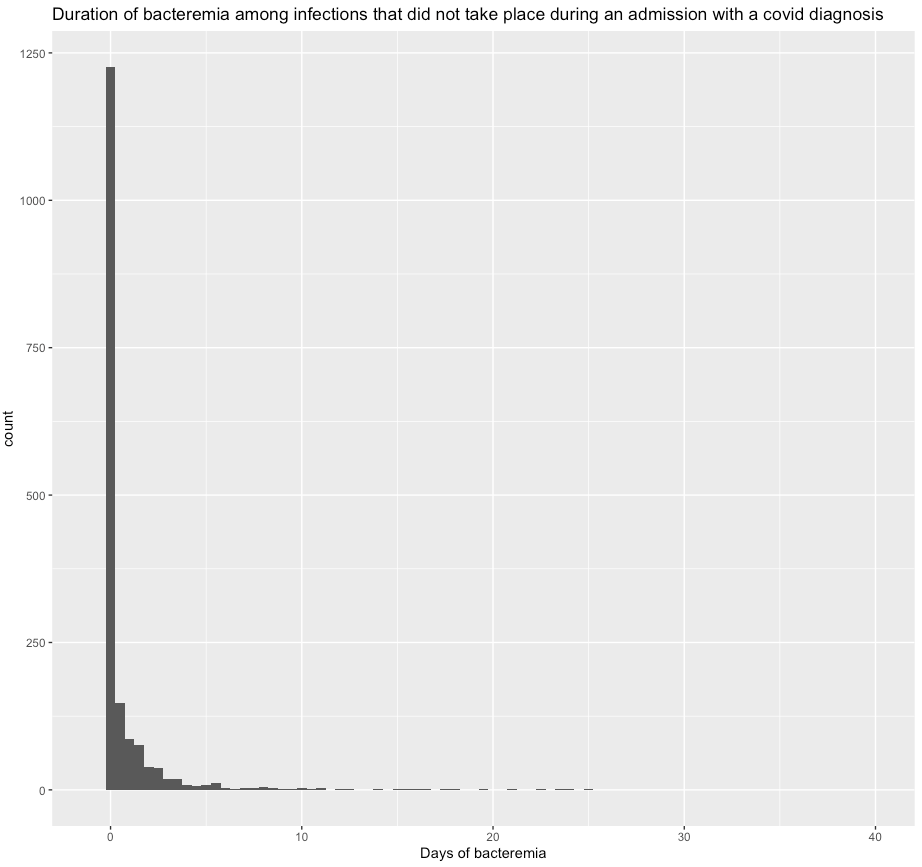 Duration of bacteremia among infections that did not take place during an admission with a covid diagnosis
1250
1000
750
500
250
0
count
0 10 20 30 40
Days of bacteremia